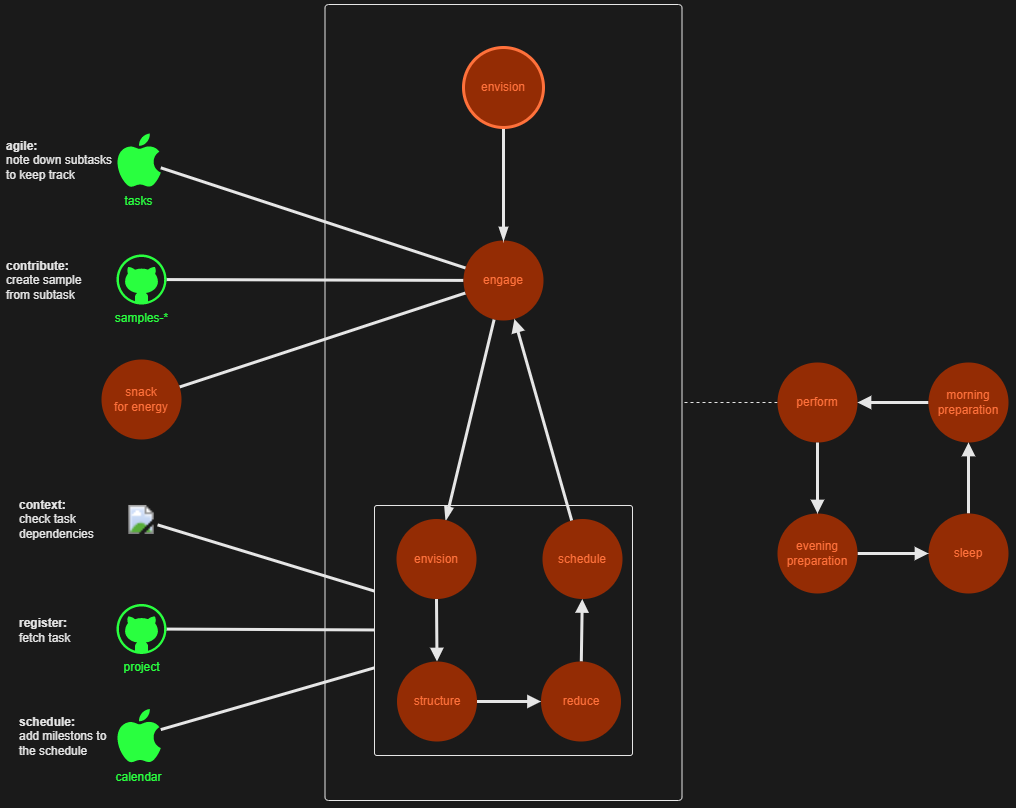 envision
agile:
note down subtasks
to keep track
tasks
contribute:
create sample
from subtask
samples-*
engage
snack
for energy
perform
morning
preparation
evening
preparation
sleep
context:
check task
dependencies
envision
schedule
register:
fetch task
project
structure
reduce
schedule:
add milestons to
the schedule
calendar